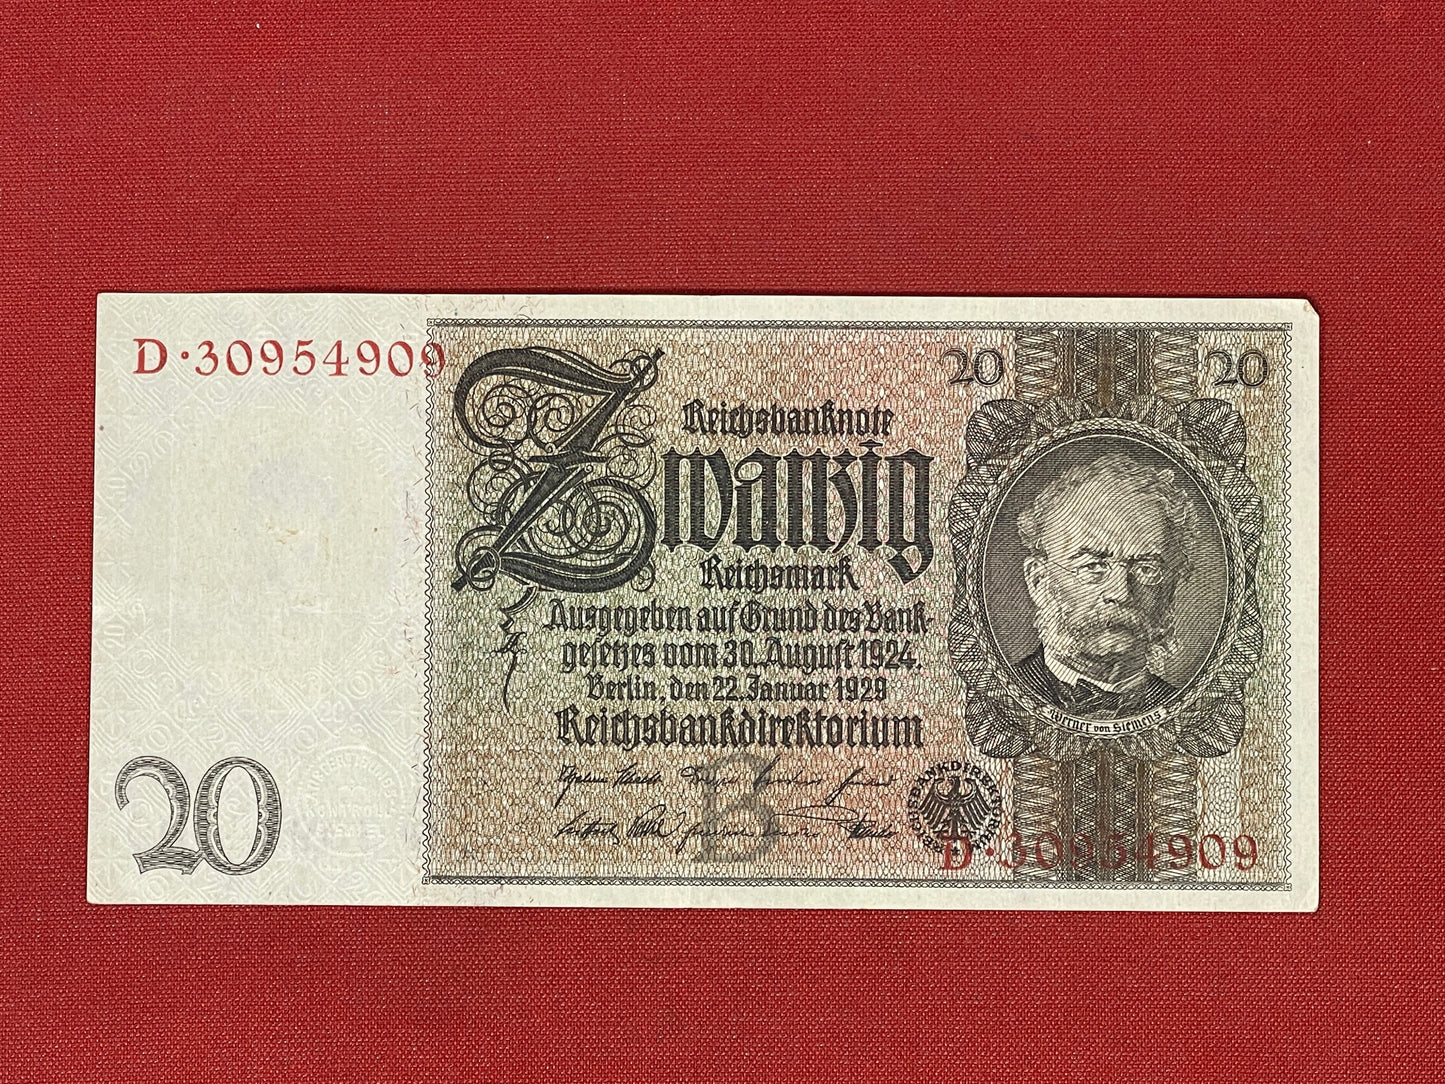 D·30954909
20
20
Reichsbanknote
Zwanzig
Reichsmark
Ausgegeben auf Grund des Bank-
gesetzes vom 30. August 1924.
Berlin, den 22. Januar 1929
Reichsbankdirektorium
Werner von Siemens
B
20
D·30954909